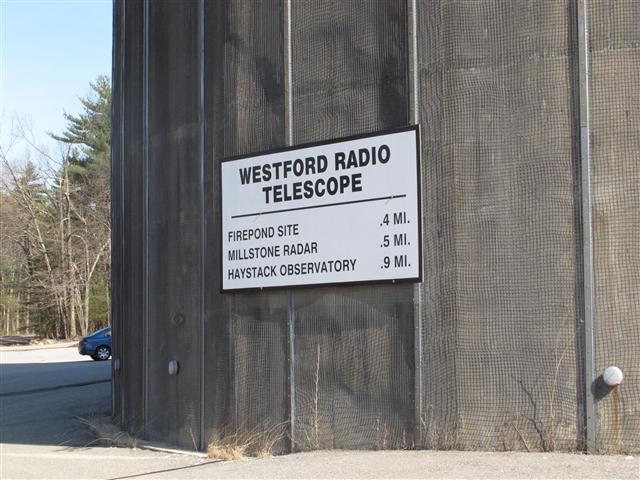 WESTFORD RADIO
TELESCOPE
FIREPOND SITE .4 MI.
MILLSTONE RADAR .5 MI.
HAYSTACK OBSERVATORY .9 MI.